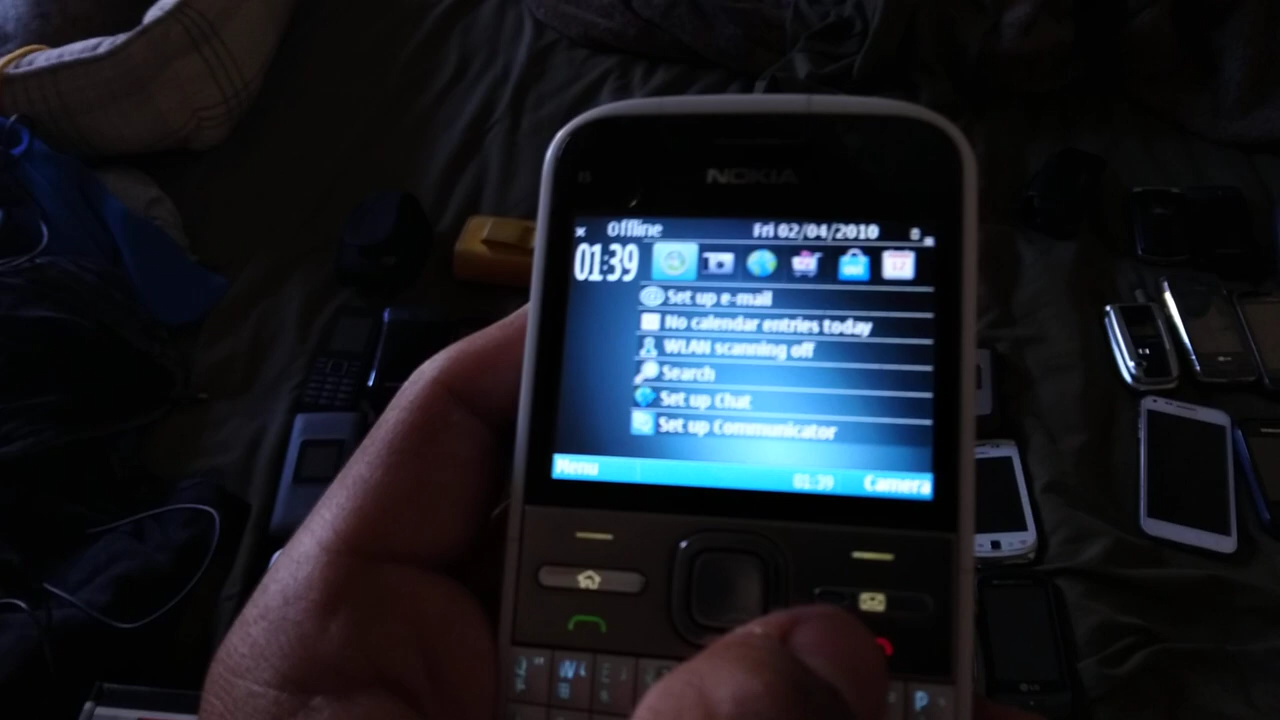 NOKIA
Offline Fri 02/04/2010
01:39
Set up e-mail
No calendar entries today
WLAN scanning off
Search
Set up Chat
Set up Communicator
Menu 01:39 Camera
W P
LG